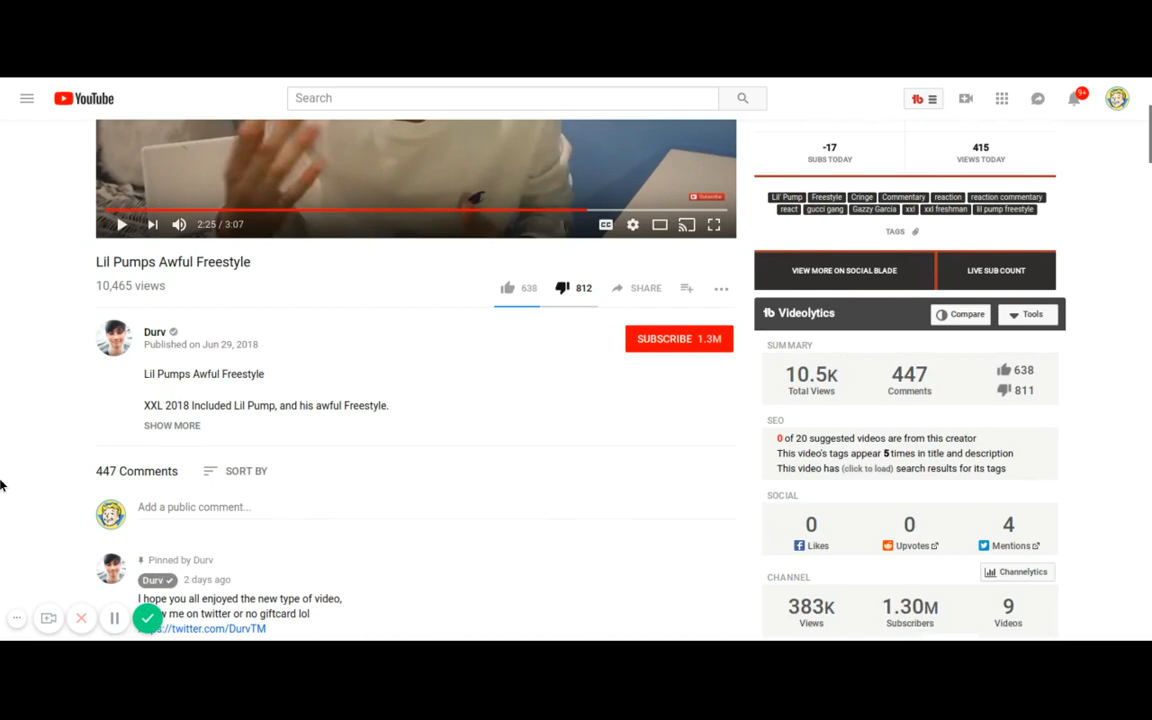 YouTube
Search
tb
9+
-17
SUBS TODAY
415
VIEWS TODAY
Lil' Pump Freestyle Cringe Commentary reaction reaction commentary
react gucci gang Gazzy Garcia xxl xxl freshman lil pump freestyle
TAGS
VIEW MORE ON SOCIAL BLADE
LIVE SUB COUNT
Subscribe
2:25 / 3:07
CC
Lil Pumps Awful Freestyle
10,465 views
638
812
SHARE
Durv
Published on Jun 29, 2018
SUBSCRIBE 1.3M
Lil Pumps Awful Freestyle
XXL 2018 Included Lil Pump, and his awful Freestyle.
SHOW MORE
447 Comments
SORT BY
Add a public comment...
Pinned by Durv
Durv
2 days ago
I hope you all enjoyed the new type of video,
me on twitter or no giftcard lol
://twitter.com/DurvTM
tb Videolytics
Compare
Tools
SUMMARY
10.5K
Total Views
447
Comments
638
811
SEO
0 of 20 suggested videos are from this creator
This video's tags appear 5 times in title and description
This video has (click to load) search results for its tags
SOCIAL
0
Likes
0
Upvotes
4
Mentions
CHANNEL
Channelytics
383K
Views
1.30M
Subscribers
9
Videos